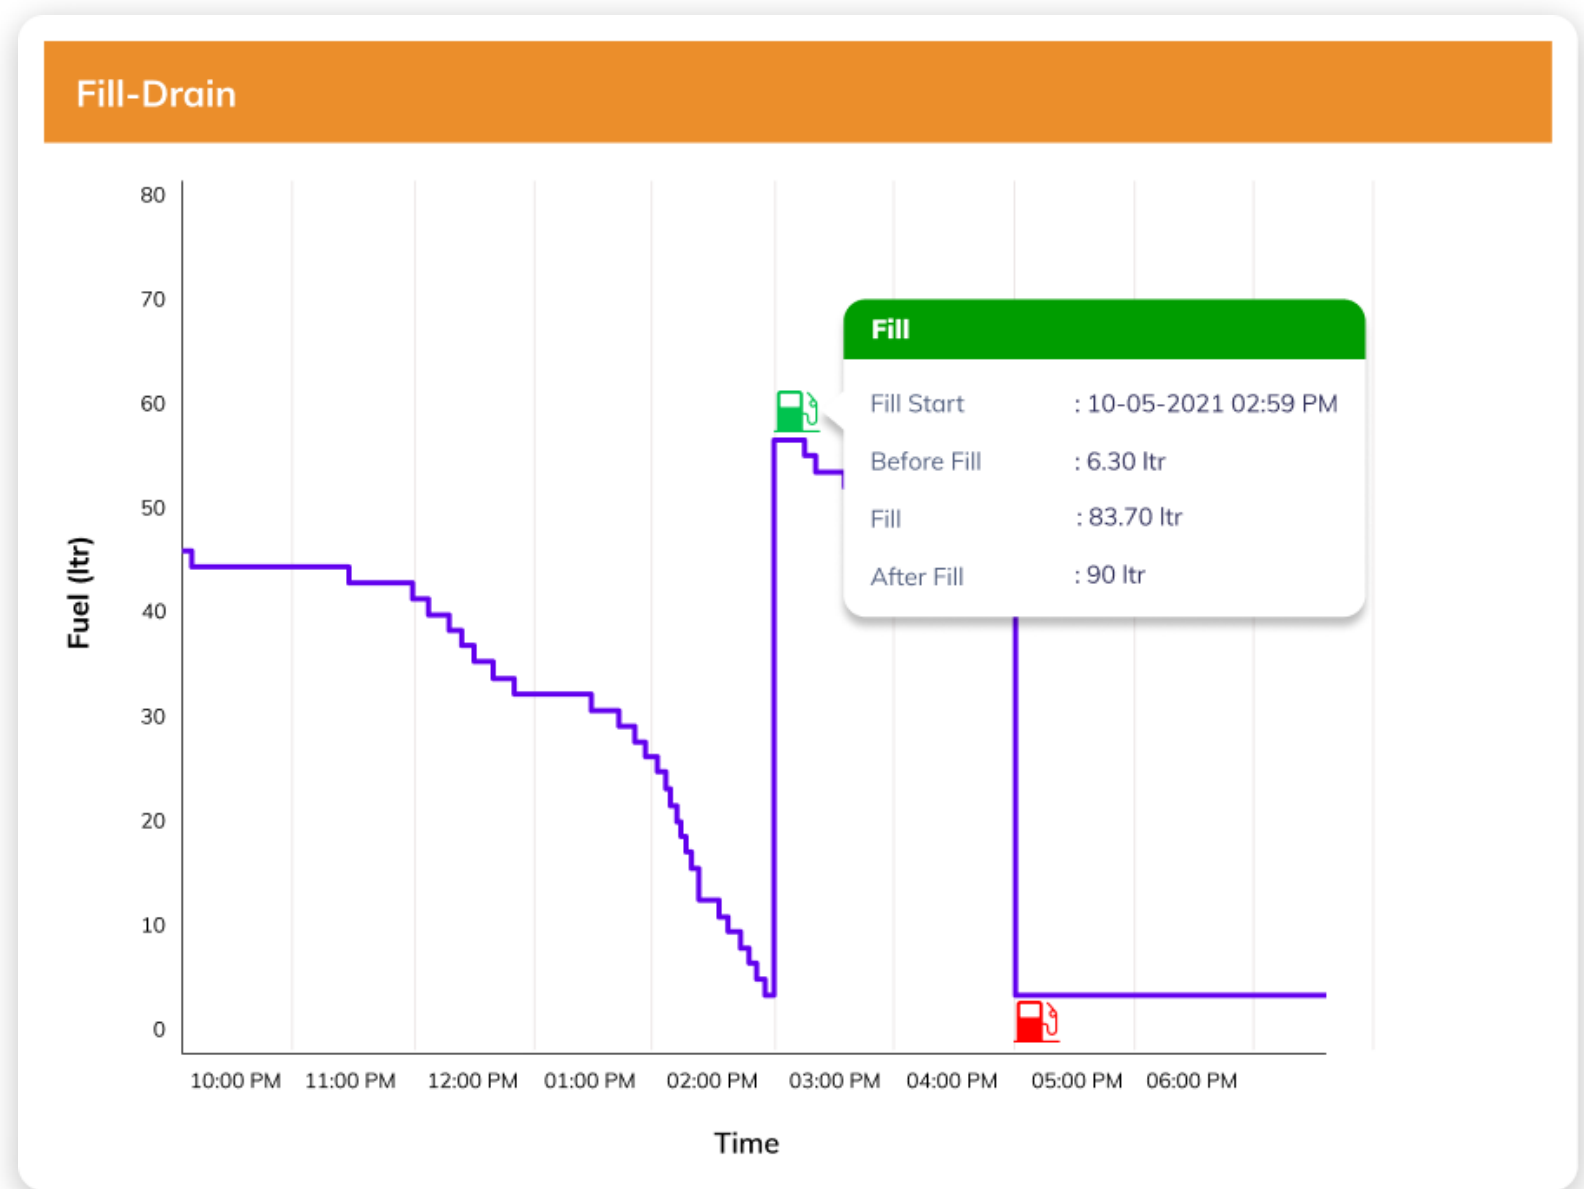 Fill-Drain
80
70
60
50
40
30
20
10
0
Fuel (ltr)
Fill
Fill Start : 10-05-2021 02:59 PM
Before Fill : 6.30 ltr
Fill : 83.70 ltr
After Fill : 90 ltr
10:00 PM 11:00 PM 12:00 PM 01:00 PM 02:00 PM 03:00 PM 04:00 PM 05:00 PM 06:00 PM
Time